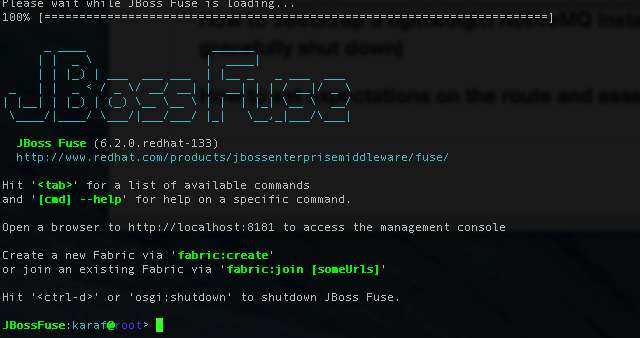 Please wait while JBoss Fuse is loading...
100% [========================================================================]
JBoss Fuse
JBoss Fuse (6.2.0.redhat-133)
http://www.redhat.com/products/jbossenterprisemiddleware/fuse/
Hit '<tab>' for a list of available commands
and '[cmd] --help' for help on a specific command.
Open a browser to http://localhost:8181 to access the management console
Create a new Fabric via 'fabric:create'
or join an existing Fabric via 'fabric:join [someUrls]'
Hit '<ctrl-d>' or 'osgi:shutdown' to shutdown JBoss Fuse.
JBossFuse:karaf@root>